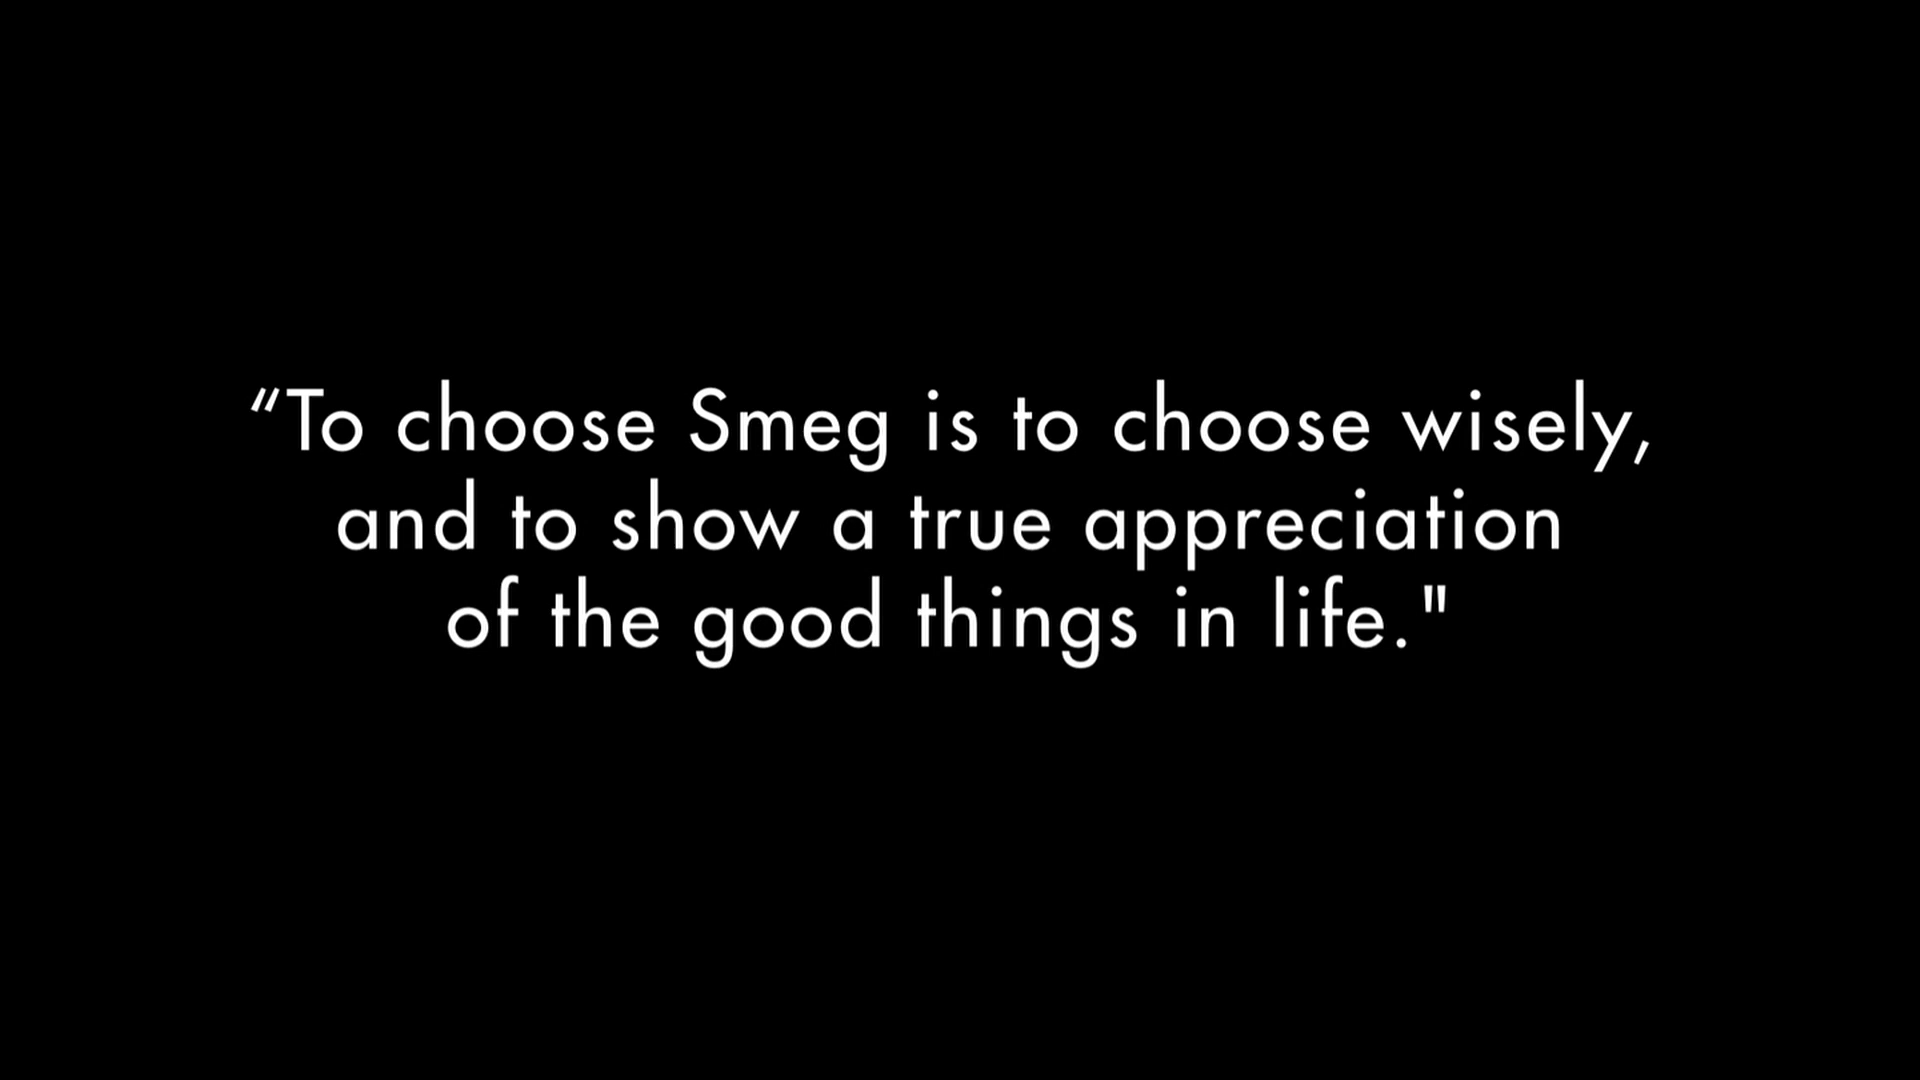 “To choose Smeg is to choose wisely,
and to show a true appreciation
of the good things in life."